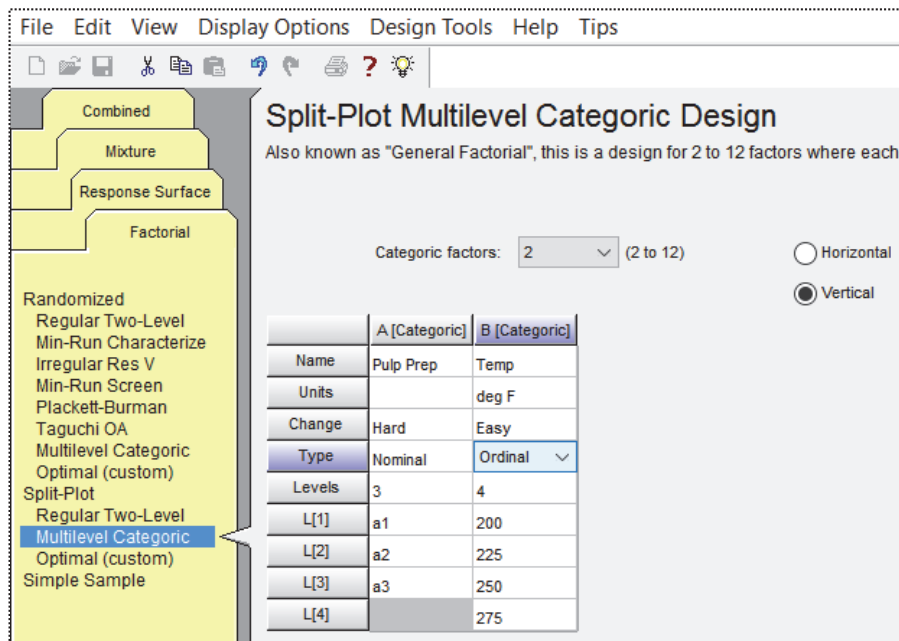 File Edit View Display Options Design Tools Help Tips
Combined
Mixture
Response Surface
Factorial
Randomized
Regular Two-Level
Min-Run Characterize
Irregular Res V
Min-Run Screen
Plackett-Burman
Taguchi OA
Multilevel Categoric
Optimal (custom)
Split-Plot
Regular Two-Level
Multilevel Categoric
Optimal (custom)
Simple Sample
Split-Plot Multilevel Categoric Design
Also known as "General Factorial", this is a design for 2 to 12 factors where each
Categoric factors: 2 (2 to 12)
Horizontal
Vertical
A [Categoric] B [Categoric]
Name Pulp Prep Temp
Units deg F
Change Hard Easy
Type Nominal Ordinal
Levels 3 4
L[1] a1 200
L[2] a2 225
L[3] a3 250
L[4] 275